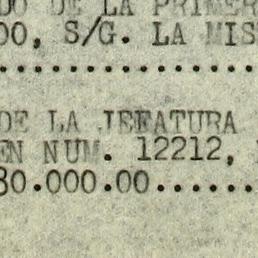 DO DE LA PRIMER
00, S/G. LA MIS
....................
DE LA JEFATURA
EN NUM. 12212,
80.000.00.......